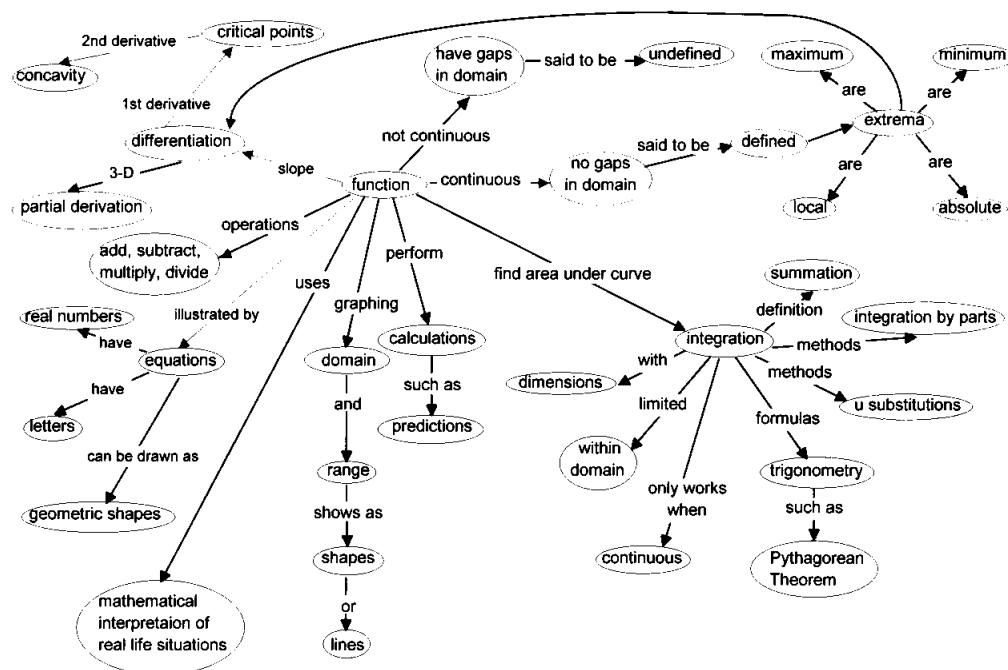 2nd derivative
critical points
concavity
1st derivative
differentiation
3-D
partial derivation
slope
have gaps
in domain
said to be
undefined
not continuous
maximum
minimum
are
are
extrema
are
are
local
absolute
said to be
defined
no gaps
in domain
continuous
function
operations
add, subtract,
multiply, divide
uses
perform
graphing
find area under curve
illustrated by
real numbers
have
equations
have
letters
can be drawn as
geometric shapes
mathematical
interpretaion of
real life situations
domain
and
range
shows as
shapes
or
lines
calculations
such as
predictions
summation
definition
integration by parts
methods
integration
with
dimensions
methods
u substitutions
limited
within
domain
formulas
trigonometry
only works
when
continuous
such as
Pythagorean
Theorem